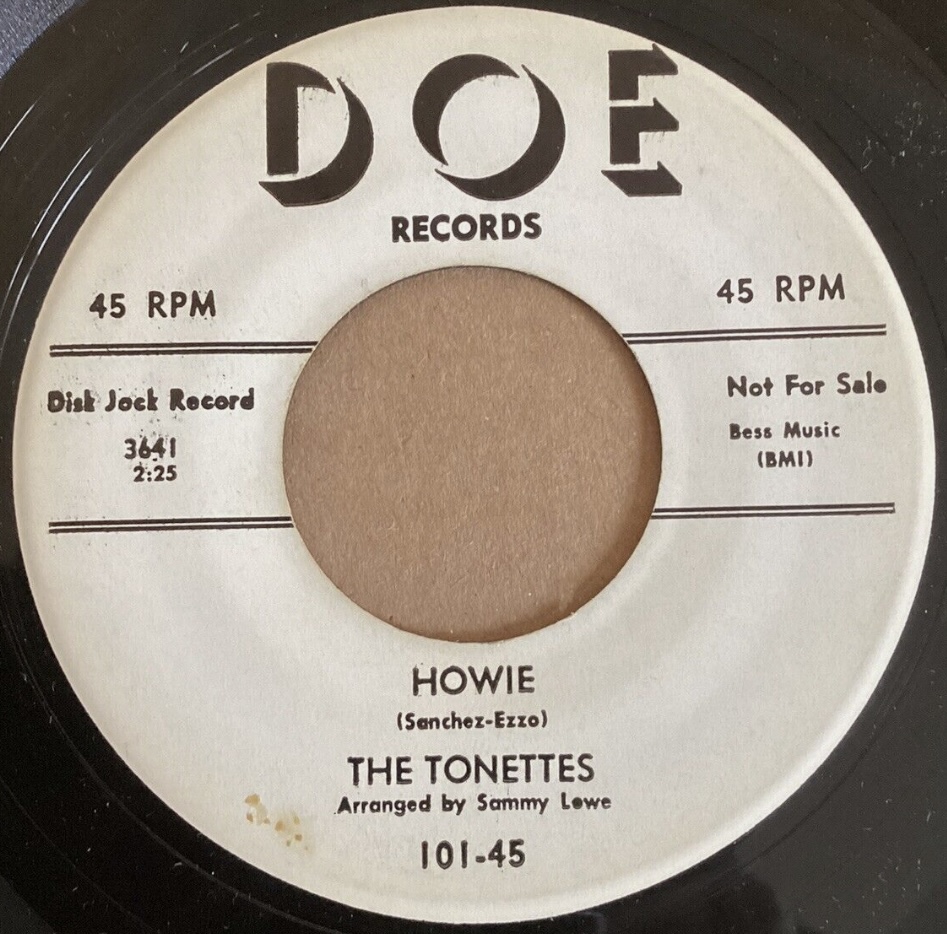 DOE
RECORDS
45 RPM
45 RPM
Disk Jock Record
3641
2:25
Not For Sale
Bess Music
(BMI)
HOWIE
(Sanchez-Ezzo)
THE TONETTES
Arranged by Sammy Lowe
101-45